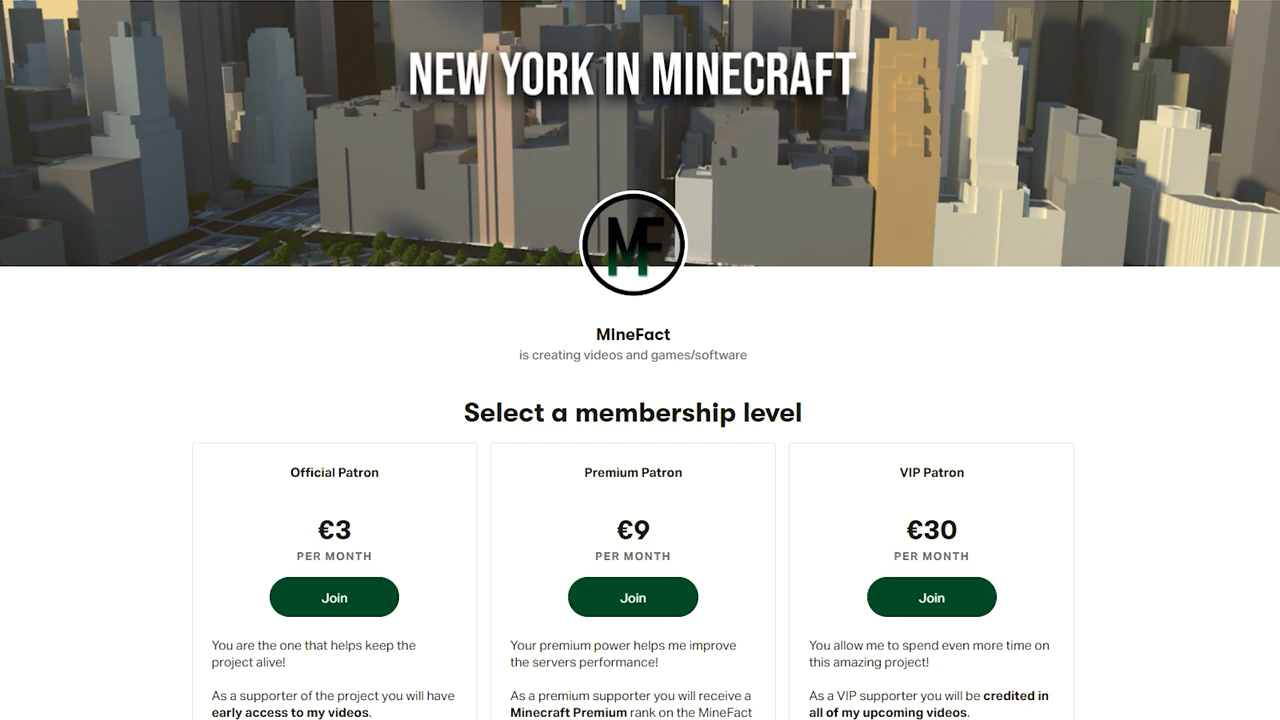 NEW YORK IN MINECRAFT
MF
MineFact
is creating videos and games/software
Select a membership level
Official Patron
€3
PER MONTH
Join
You are the one that helps keep the
project alive!
As a supporter of the project you will have
early access to my videos.
Premium Patron
€9
PER MONTH
Join
Your premium power helps me improve
the servers performance!
As a premium supporter you will receive a
Minecraft Premium rank on the MineFact
VIP Patron
€30
PER MONTH
Join
You allow me to spend even more time on
this amazing project!
As a VIP supporter you will be credited in
all of my upcoming videos.